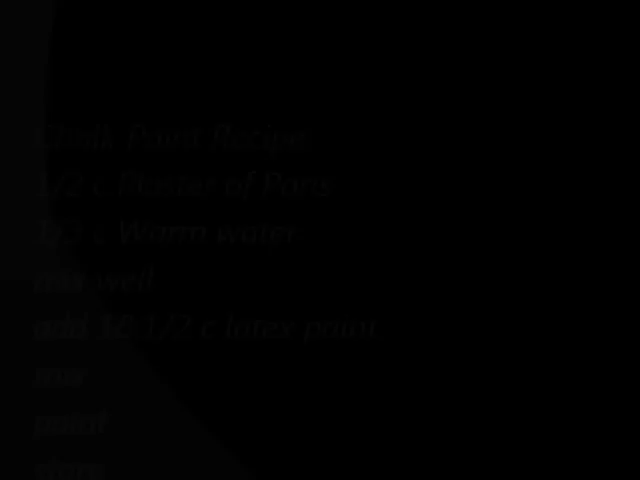 Chalk Paint Recipe
1/2 c Plaster of Paris
1/3 c Warm water
mix well
add 1/2 c latex paint
mix
paint